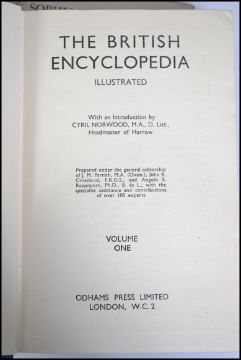 THE BRITISH
ENCYCLOPEDIA
ILLUSTRATED
With an Introduction by
CYRIL NORWOOD, M.A., D. Litt.,
Headmaster of Harrow
Prepared under the general editorship
of J. M. Parrish, M.A. (Oxon.), John R.
Crossland, F.R.G.S., and Angelo S.
Rappoport, Ph.D., B. ès L., with the
specialist assistance and contributions
of over 100 experts
VOLUME
ONE
ODHAMS PRESS LIMITED
LONDON, W.C.2